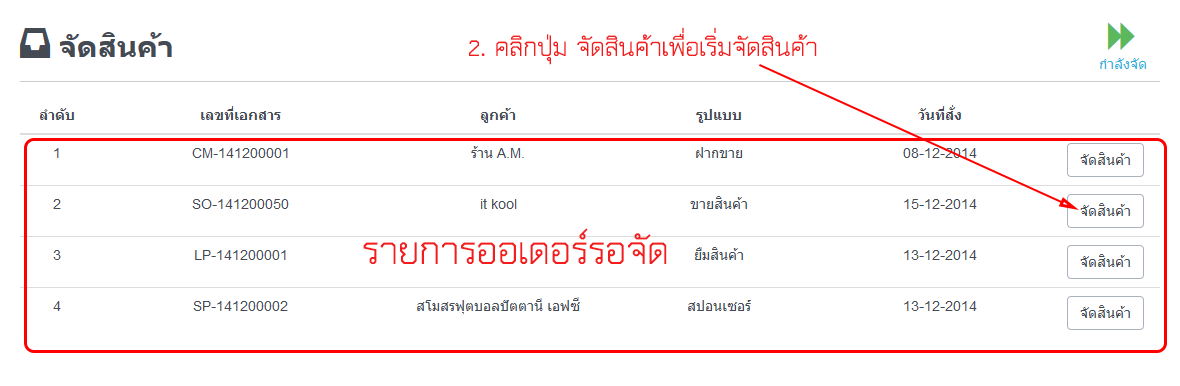 จัดสินค้า
2. คลิกปุ่ม จัดสินค้าเพื่อเริ่มจัดสินค้า
กำลังจัด
ลำดับ เลขที่เอกสาร ลูกค้า รูปแบบ วันที่สั่ง
1 CM-141200001 ร้าน A.M. ฝากขาย 08-12-2014 จัดสินค้า
2 SO-141200050 it kool ขายสินค้า 15-12-2014 จัดสินค้า
รายการออเดอร์รอจัด
3 LP-141200001 ยืมสินค้า 13-12-2014 จัดสินค้า
4 SP-141200002 สโมสรฟุตบอลปัตตานี เอฟซี สปอนเซอร์ 13-12-2014 จัดสินค้า